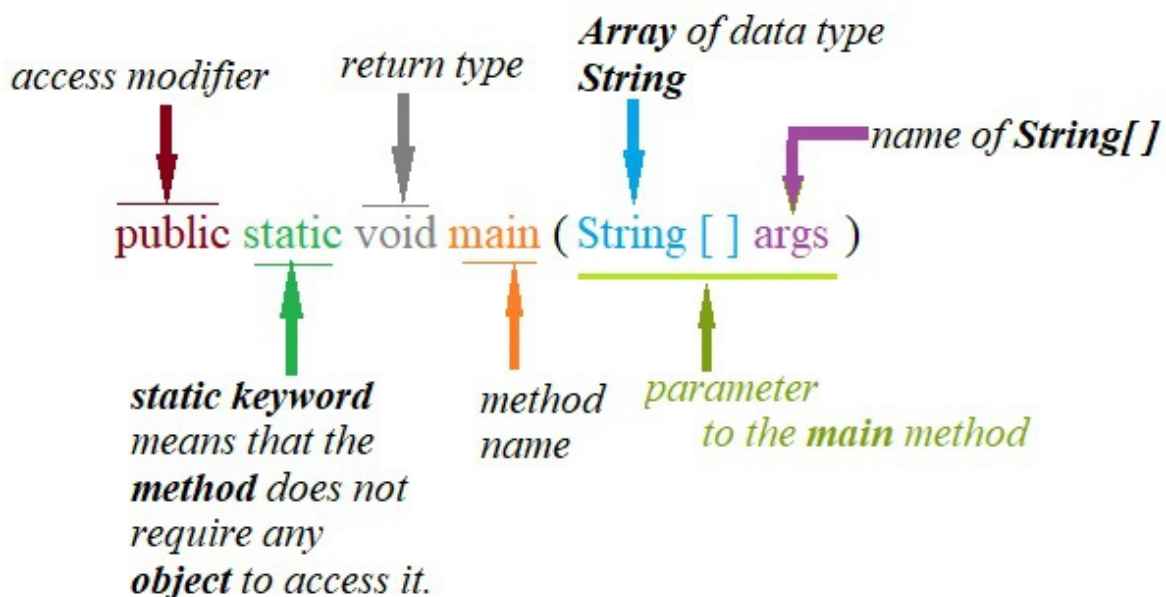 Array of data type
String
access modifier
return type
name of String[ ]
public static void main ( String [ ] args )
static keyword
means that the
method does not
require any
object to access it.
method
name
parameter
to the main method